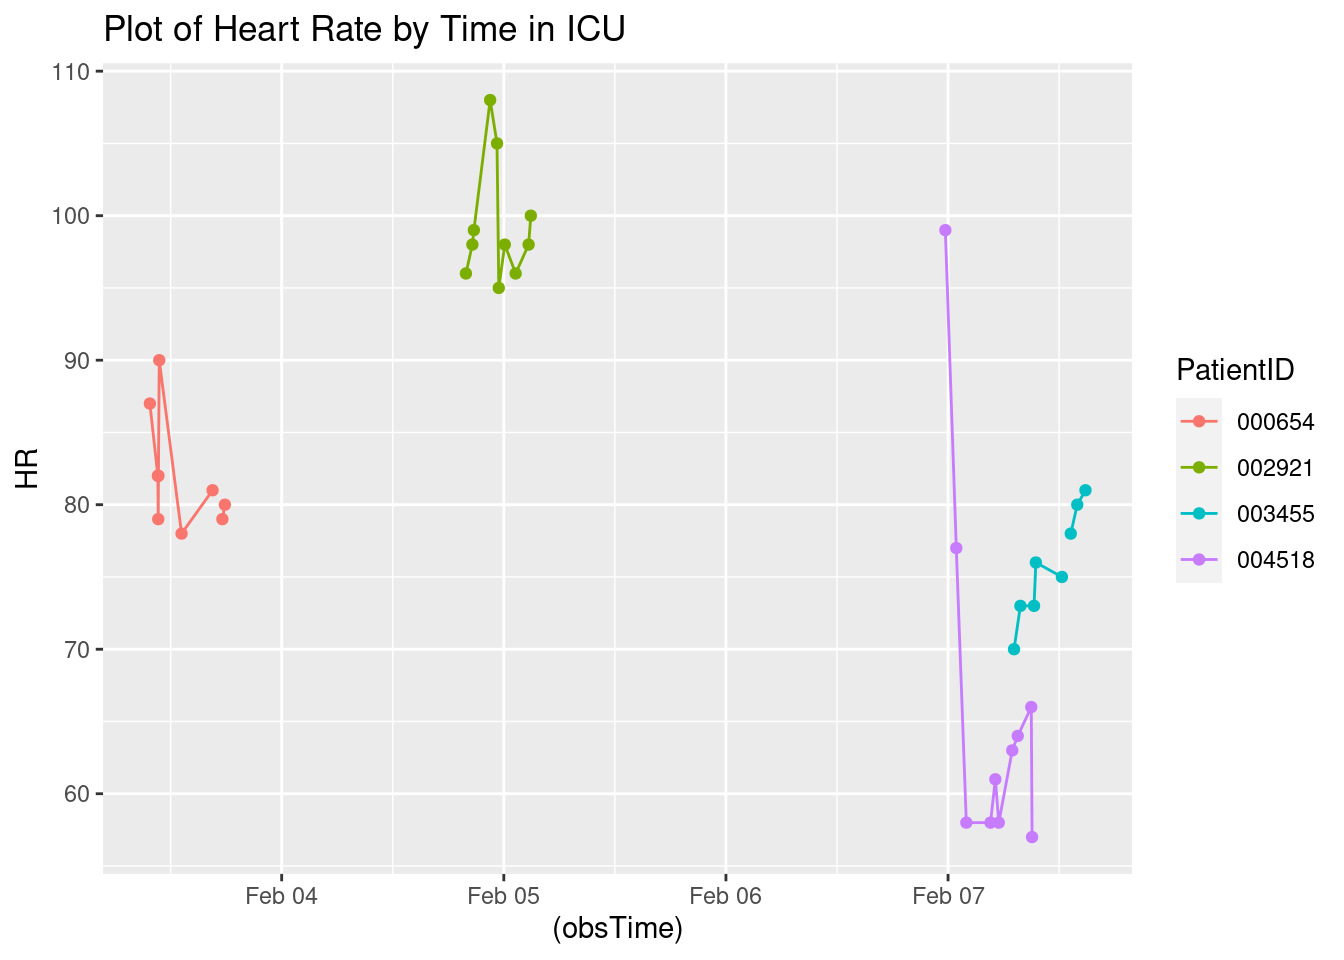 Plot of Heart Rate by Time in ICU
110
100
90
80
70
60
HR
Feb 04
Feb 05
Feb 06
Feb 07
(obsTime)
PatientID
000654
002921
003455
004518